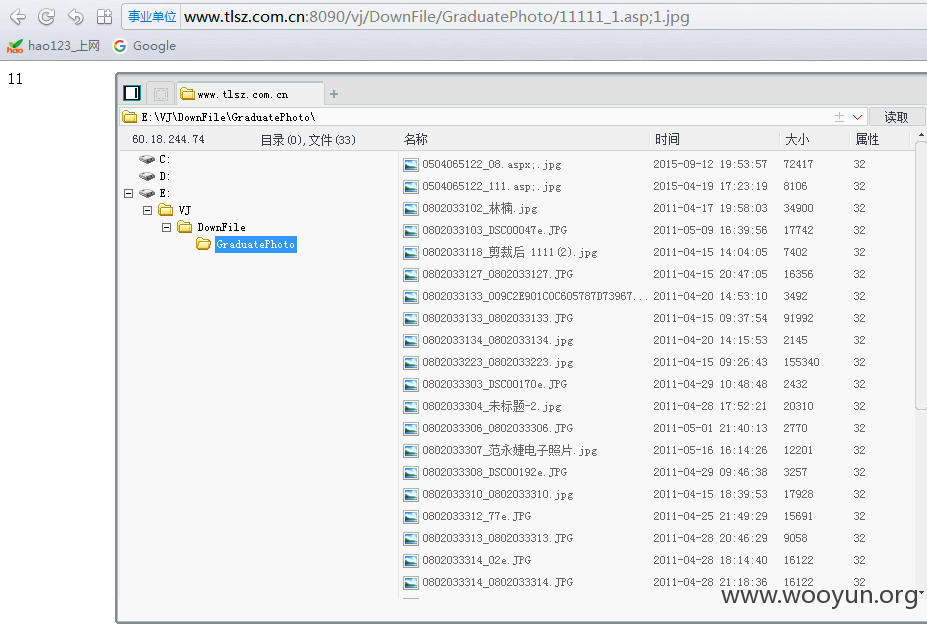 事业单位 www.tlsz.com.cn:8090/vj/DownFile/GraduatePhoto/11111_1.asp;1.jpg
hao123_上网 Google
11
www.tlsz.com.cn
E:\VJ\DownFile\GraduatePhoto\ 读取
60.18.244.74 目录(0),文件(33) 名称 时间 大小 属性
C:
D:
E:
VJ
DownFile
GraduatePhoto
0504065122_08.aspx;.jpg 2015-09-12 19:53:57 72417 32
0504065122_111.asp;.jpg 2015-04-19 17:23:19 8106 32
0802033102_林楠.jpg 2011-04-17 19:58:03 34900 32
0802033103_DSC00047e.JPG 2011-05-09 16:39:56 17742 32
0802033118_剪裁后 1111(2).jpg 2011-04-15 14:04:05 7402 32
0802033127_0802033127.JPG 2011-04-15 20:47:05 16356 32
0802033133_009C2E901C0C605787D73967... 2011-04-20 14:53:10 3492 32
0802033133_0802033133.JPG 2011-04-15 09:37:54 91992 32
0802033134_0802033134.jpg 2011-04-20 14:15:53 2145 32
0802033223_0802033223.jpg 2011-04-15 09:26:43 155340 32
0802033303_DSC00170e.JPG 2011-04-29 10:48:48 2432 32
0802033304_未标题-2.jpg 2011-04-28 17:52:21 20310 32
0802033306_0802033306.JPG 2011-05-01 21:40:13 2770 32
0802033307_范永婕电子照片.jpg 2011-05-16 16:14:26 12201 32
0802033308_DSC00192e.JPG 2011-04-29 09:46:38 3257 32
0802033310_0802033310.jpg 2011-04-15 18:39:53 17928 32
0802033312_77e.JPG 2011-04-25 21:49:29 15691 32
0802033313_0802033313.JPG 2011-04-28 20:46:29 9058 32
0802033314_02e.JPG 2011-04-28 18:14:40 16122 32
0802033314_0802033314.JPG 2011-04-28 21:18:36 16122 32
www.wooyun.org